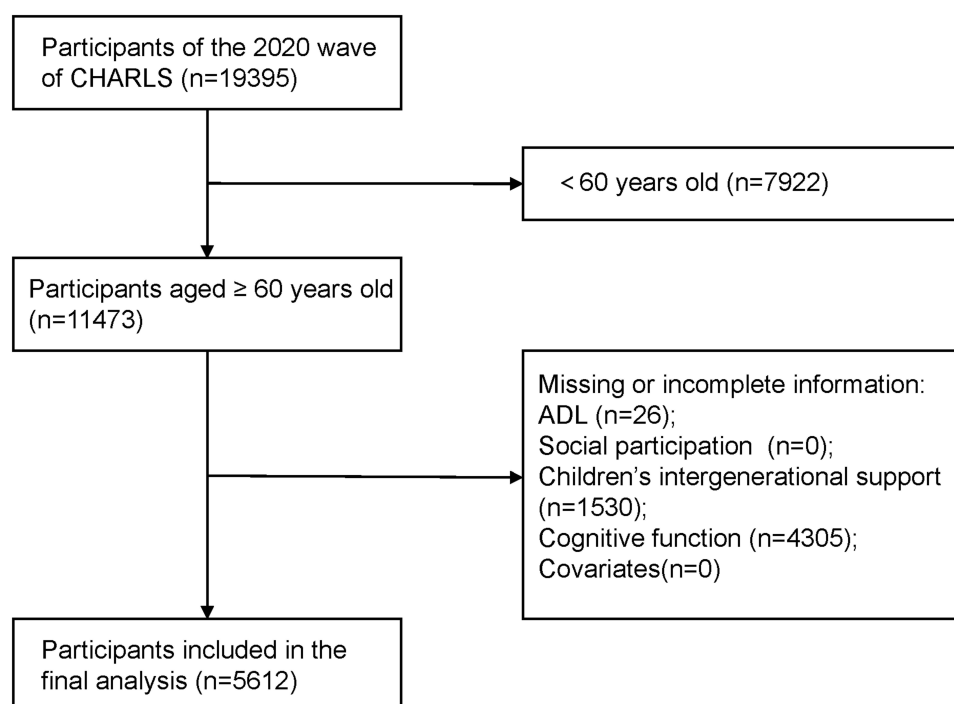 Participants of the 2020 wave
of CHARLS (n=19395)
< 60 years old (n=7922)
Participants aged ≥ 60 years old
(n=11473)
Missing or incomplete information:
ADL (n=26);
Social participation (n=0);
Children’s intergenerational support
(n=1530);
Cognitive function (n=4305);
Covariates(n=0)
Participants included in the
final analysis (n=5612)